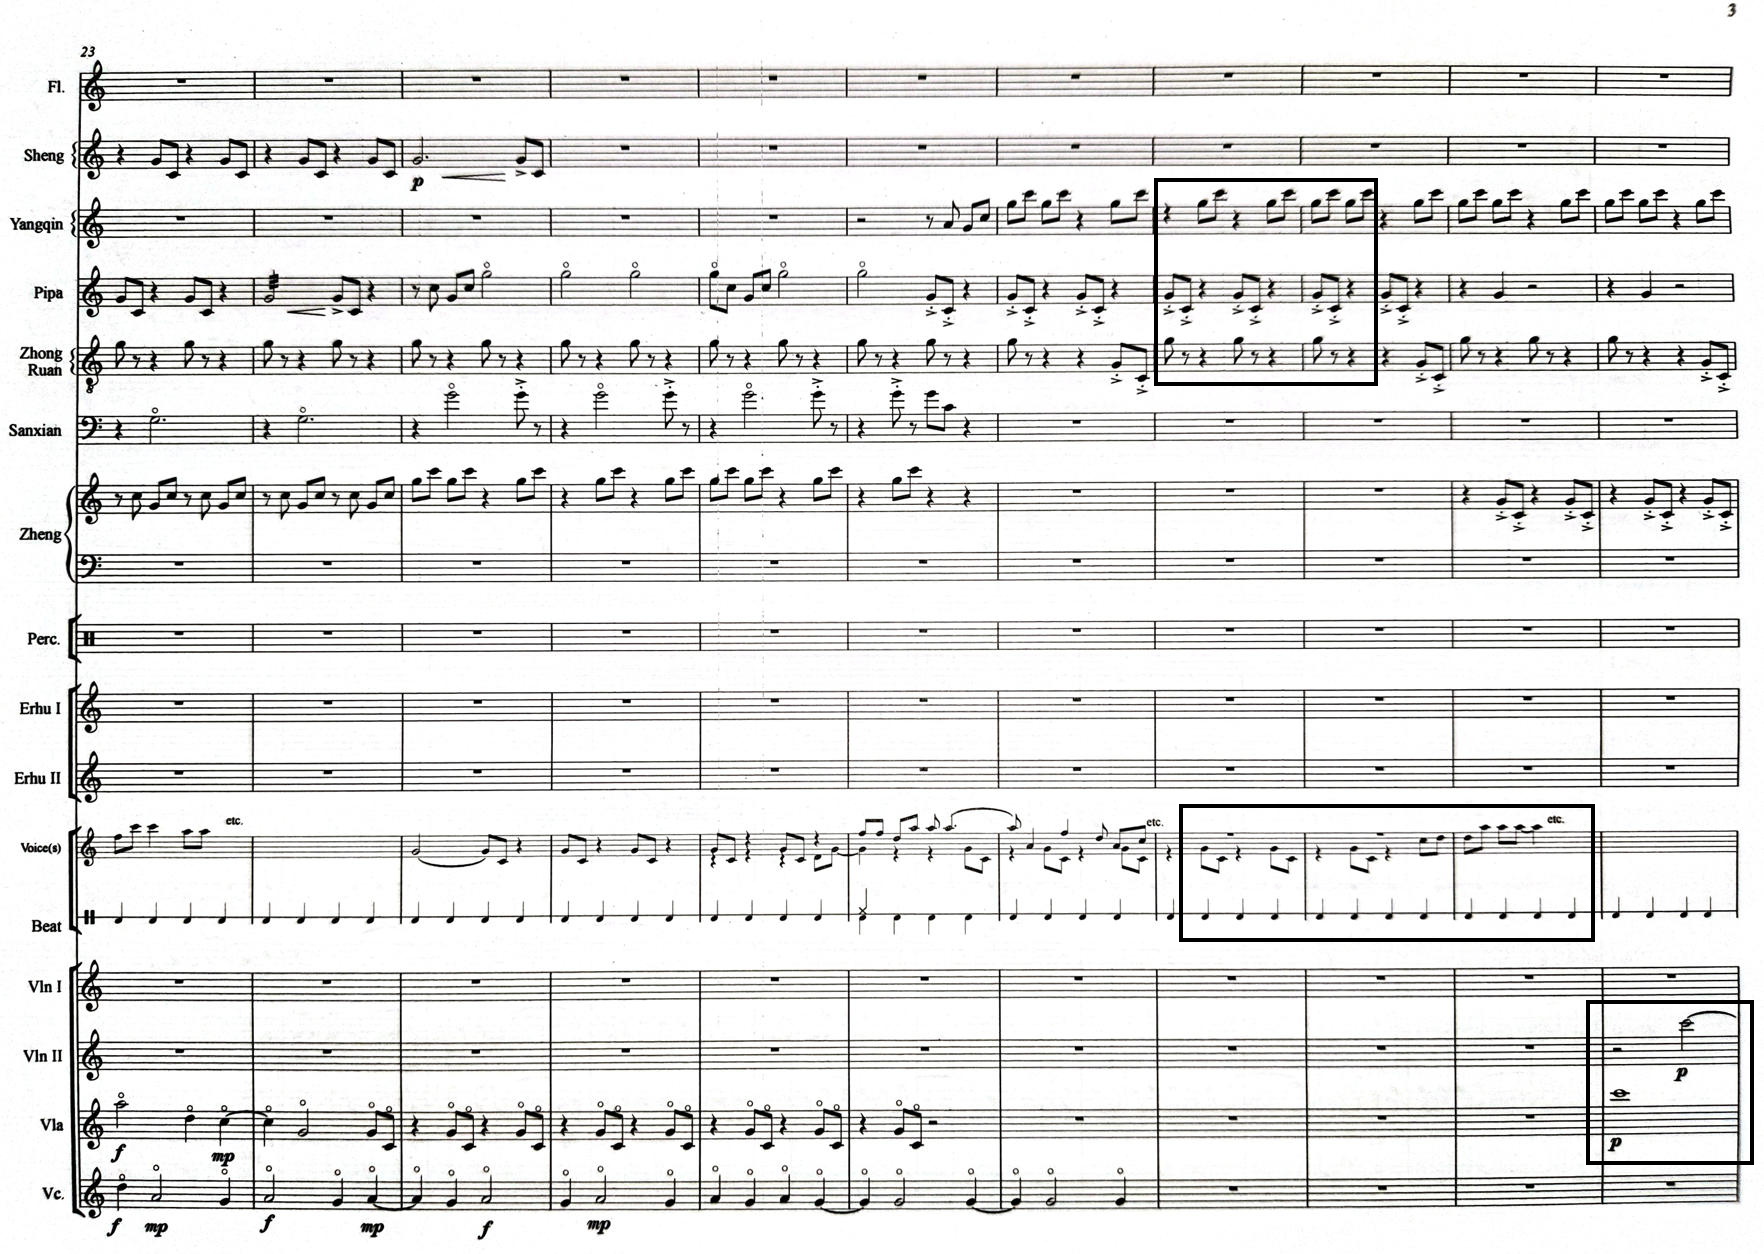 3
23
Fl.
Sheng
p
Yangqin
Pipa
Zhong
Ruan
Sanxian
Zheng
Perc.
Erhu I
Erhu II
etc.
etc.
etc.
Voice(s)
Beat
Vln I
Vln II
p
Vla
f mp p
Vc.
f mp f mp f mp